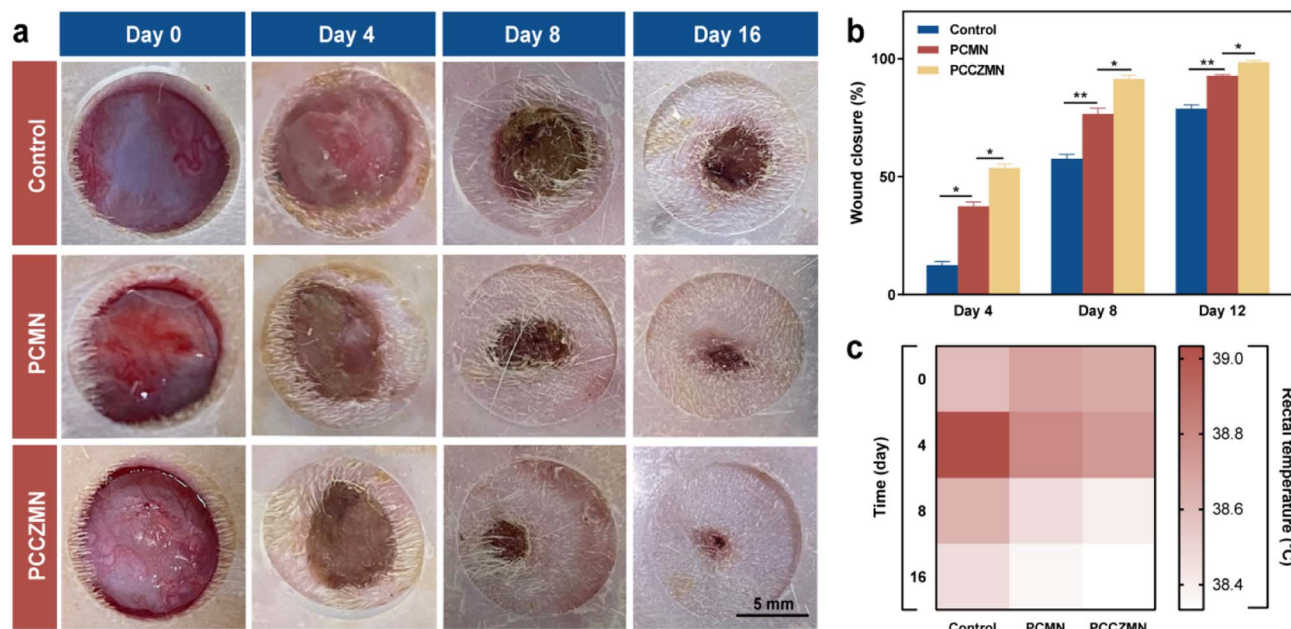 a
Day 0
Day 4
Day 8
Day 16
Control
PCMN
PCCZMN
5 mm
b
Control
PCMN
PCCZMN
Wound closure (%)
100
50
0
*
*
**
*
**
*
Day 4
Day 8
Day 12
c
Time (day)
0
4
8
16
Control
PCMN
PCCZMN
39.0
38.8
38.6
38.4
Rectal temperature (°C)